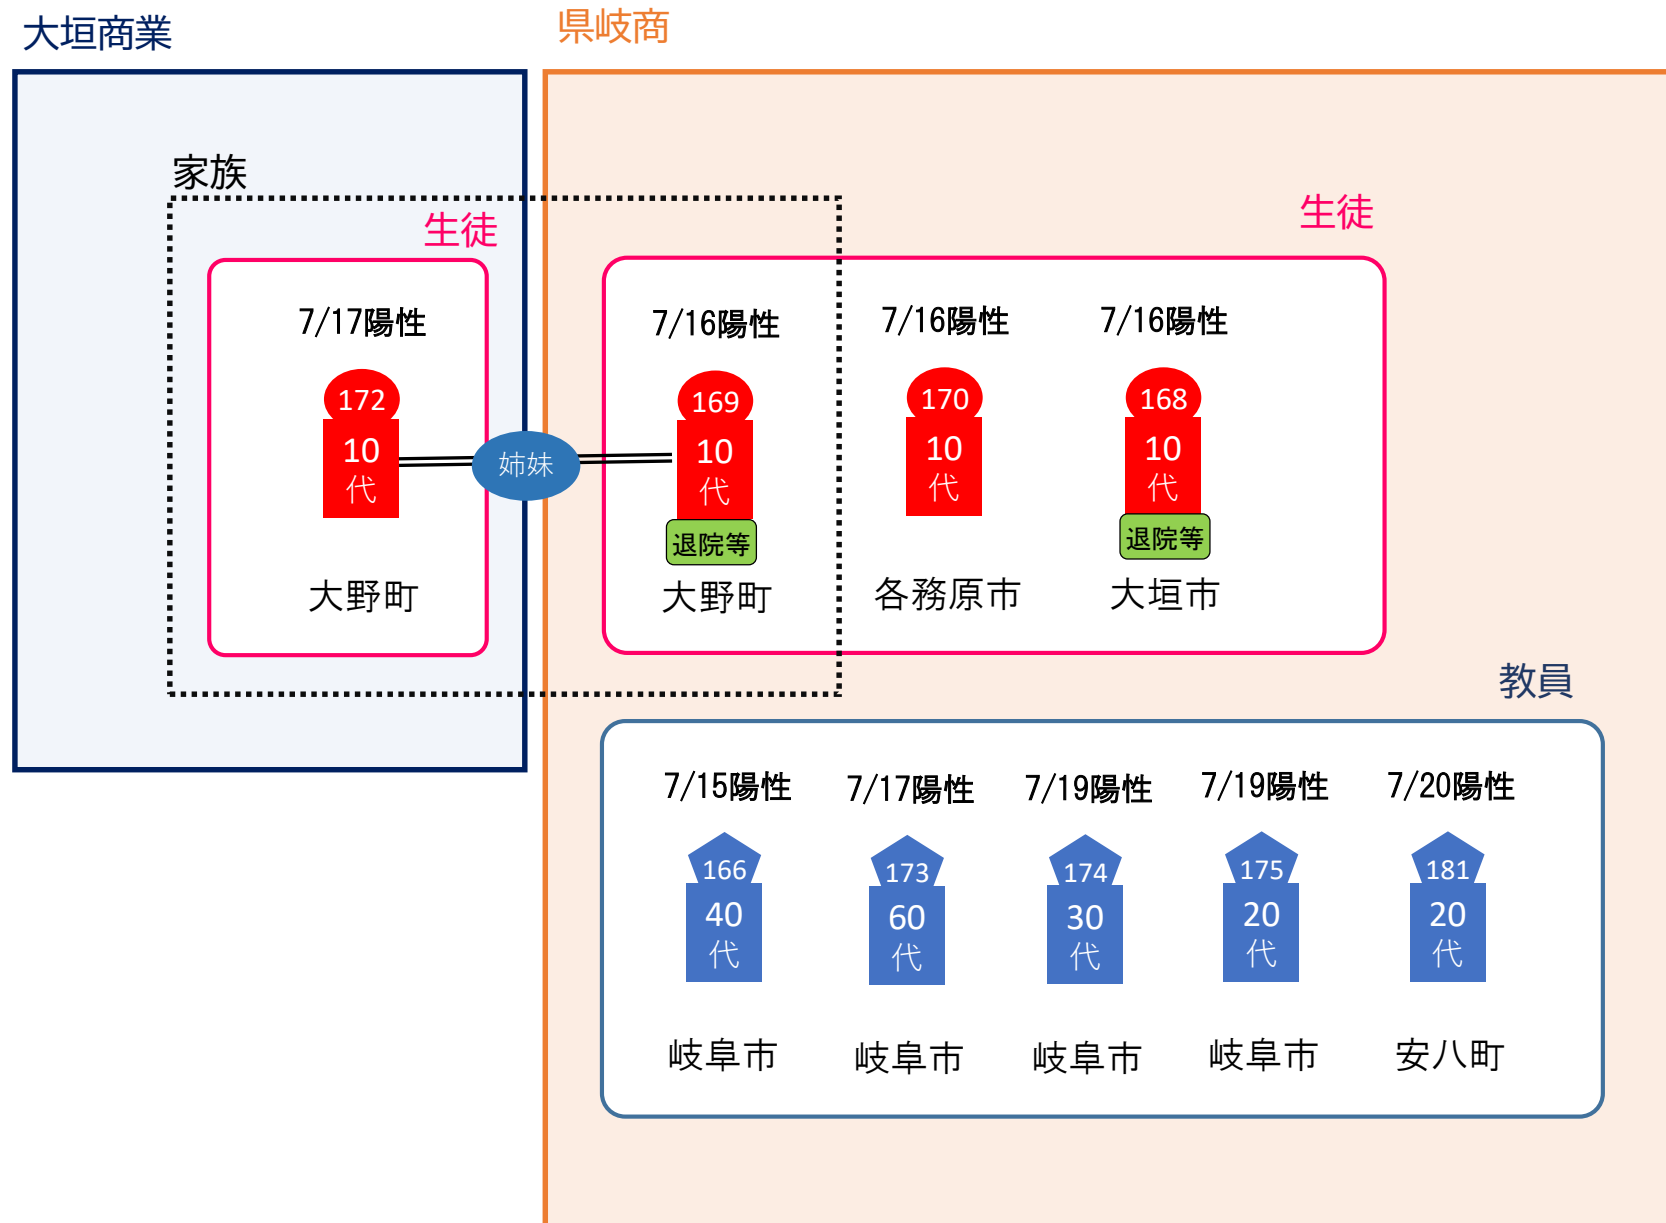 大垣商業
県岐商
家族
生徒
生徒
7/17陽性
7/16陽性
7/16陽性
7/16陽性
172
10
代
169
10
代
170
10
代
168
10
代
姉妹
退院等
退院等
大野町
大野町
各務原市
大垣市
教員
7/15陽性
7/17陽性
7/19陽性
7/19陽性
7/20陽性
166
40
代
173
60
代
174
30
代
175
20
代
181
20
代
岐阜市
岐阜市
岐阜市
岐阜市
安八町